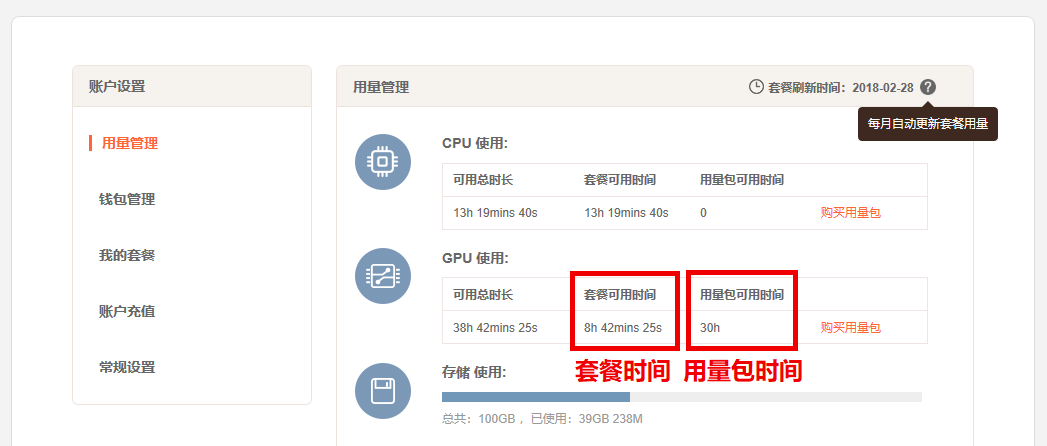 账户设置
用量管理
钱包管理
我的套餐
账户充值
常规设置
用量管理
套餐刷新时间：2018-02-28 ?
每月自动更新套餐用量
CPU 使用:
可用总时长 套餐可用时间 用量包可用时间
13h 19mins 40s 13h 19mins 40s 0 购买用量包
GPU 使用:
可用总时长 套餐可用时间 用量包可用时间
38h 42mins 25s 8h 42mins 25s 30h 购买用量包
套餐时间 用量包时间
存储 使用:
总共：100GB ，已使用：39GB 238M